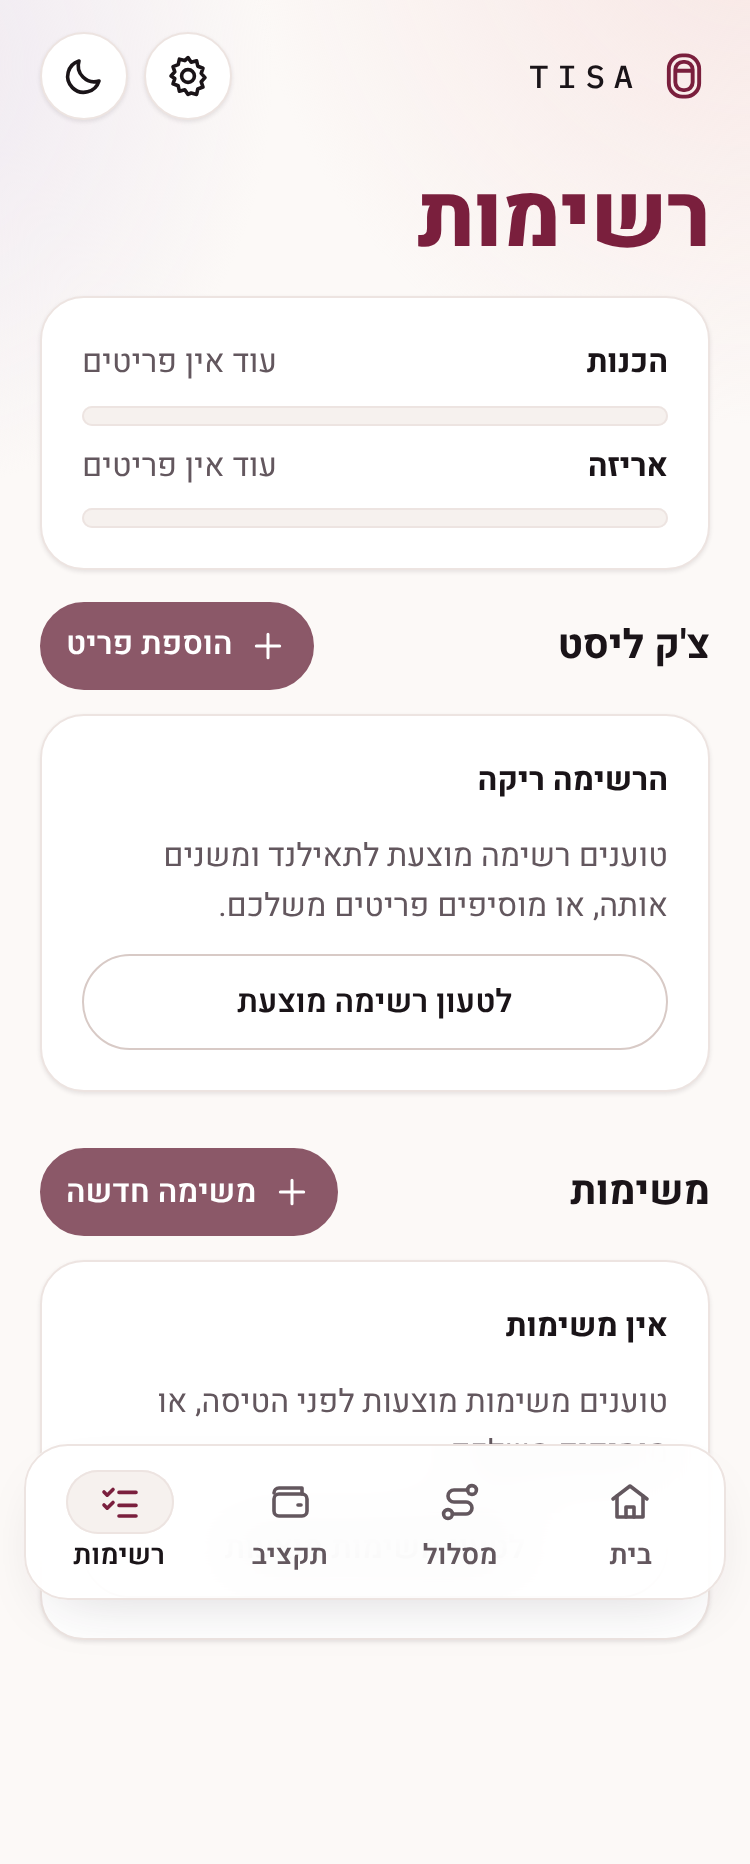 TISA
רשימות
הכנות
עוד אין פריטים
אריזה
עוד אין פריטים
צ'ק ליסט
הוספת פריט
הרשימה ריקה
טוענים רשימה מוצעת לתאילנד ומשנים
אותה, או מוסיפים פריטים משלכם.
לטעון רשימה מוצעת
משימות
משימה חדשה
אין משימות
טוענים משימות מוצעות לפני הטיסה, או
בית
מסלול
תקציב
רשימות